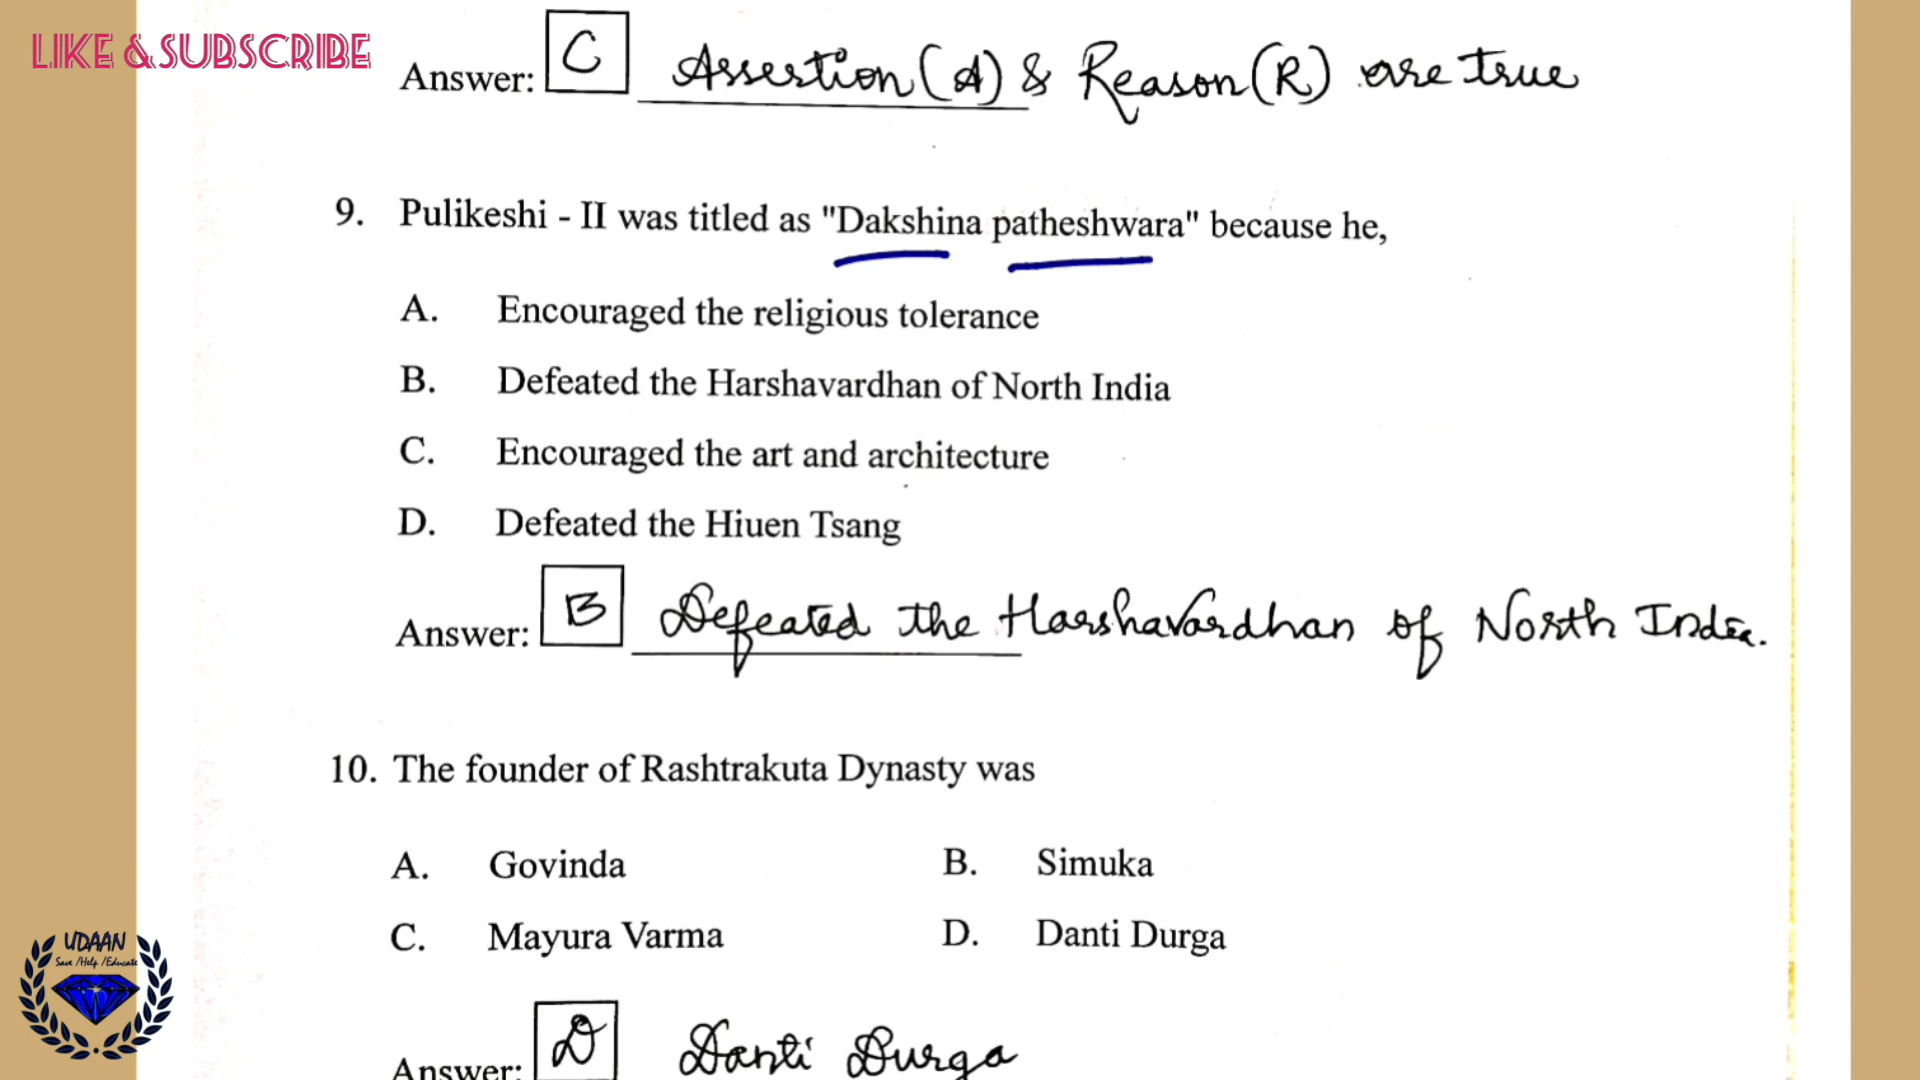 LIKE & SUBSCRIBE
Answer: C Assertion (A) & Reason (R) are true
9. Pulikeshi - II was titled as "Dakshina patheshwara" because he,
A. Encouraged the religious tolerance
B. Defeated the Harshavardhan of North India
C. Encouraged the art and architecture
D. Defeated the Hiuen Tsang
Answer: B Defeated the Harshavardhan of North India.
10. The founder of Rashtrakuta Dynasty was
A. Govinda B. Simuka
C. Mayura Varma D. Danti Durga
Answer: D Danti Durga
UDAAN
Save /Help /Educate